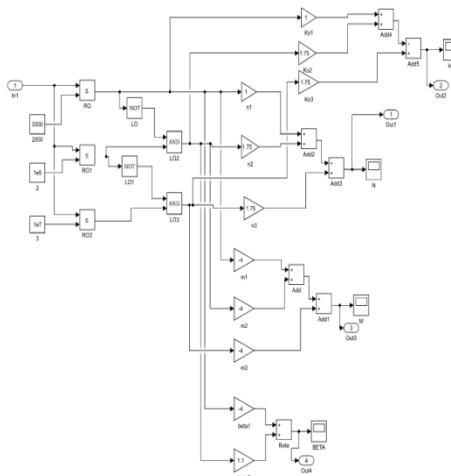 1
Ko1
Add4
1.75
Ko2
1.75
Ko3
Add5
2
Out2
1
In1
≤
RO
2000
2000
NOT
LO
1
n1
AND
LO2
1.75
n2
Add2
1
Out1
1e5
2
≤
RO1
NOT
LO1
Add3
N
1e7
3
≤
RO2
AND
LO3
1.75
n3
-4
m1
Add
-4
m2
Add1
M
3
Out3
-4
m3
-4
beta1
Beta
BETA
4
Out4
1.1